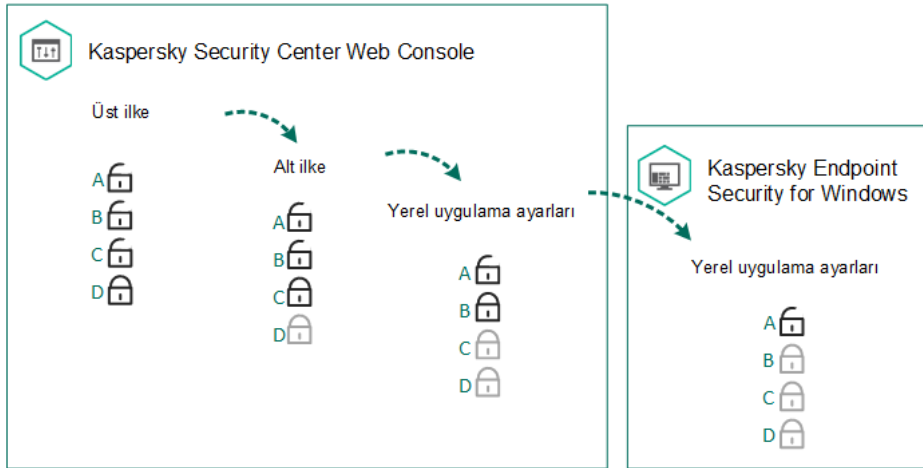 Kaspersky Security Center Web Console
Üst ilke
A
B
C
D
Alt ilke
A
B
C
D
Yerel uygulama ayarları
A
B
C
D
Kaspersky Endpoint
Security for Windows
Yerel uygulama ayarları
A
B
C
D